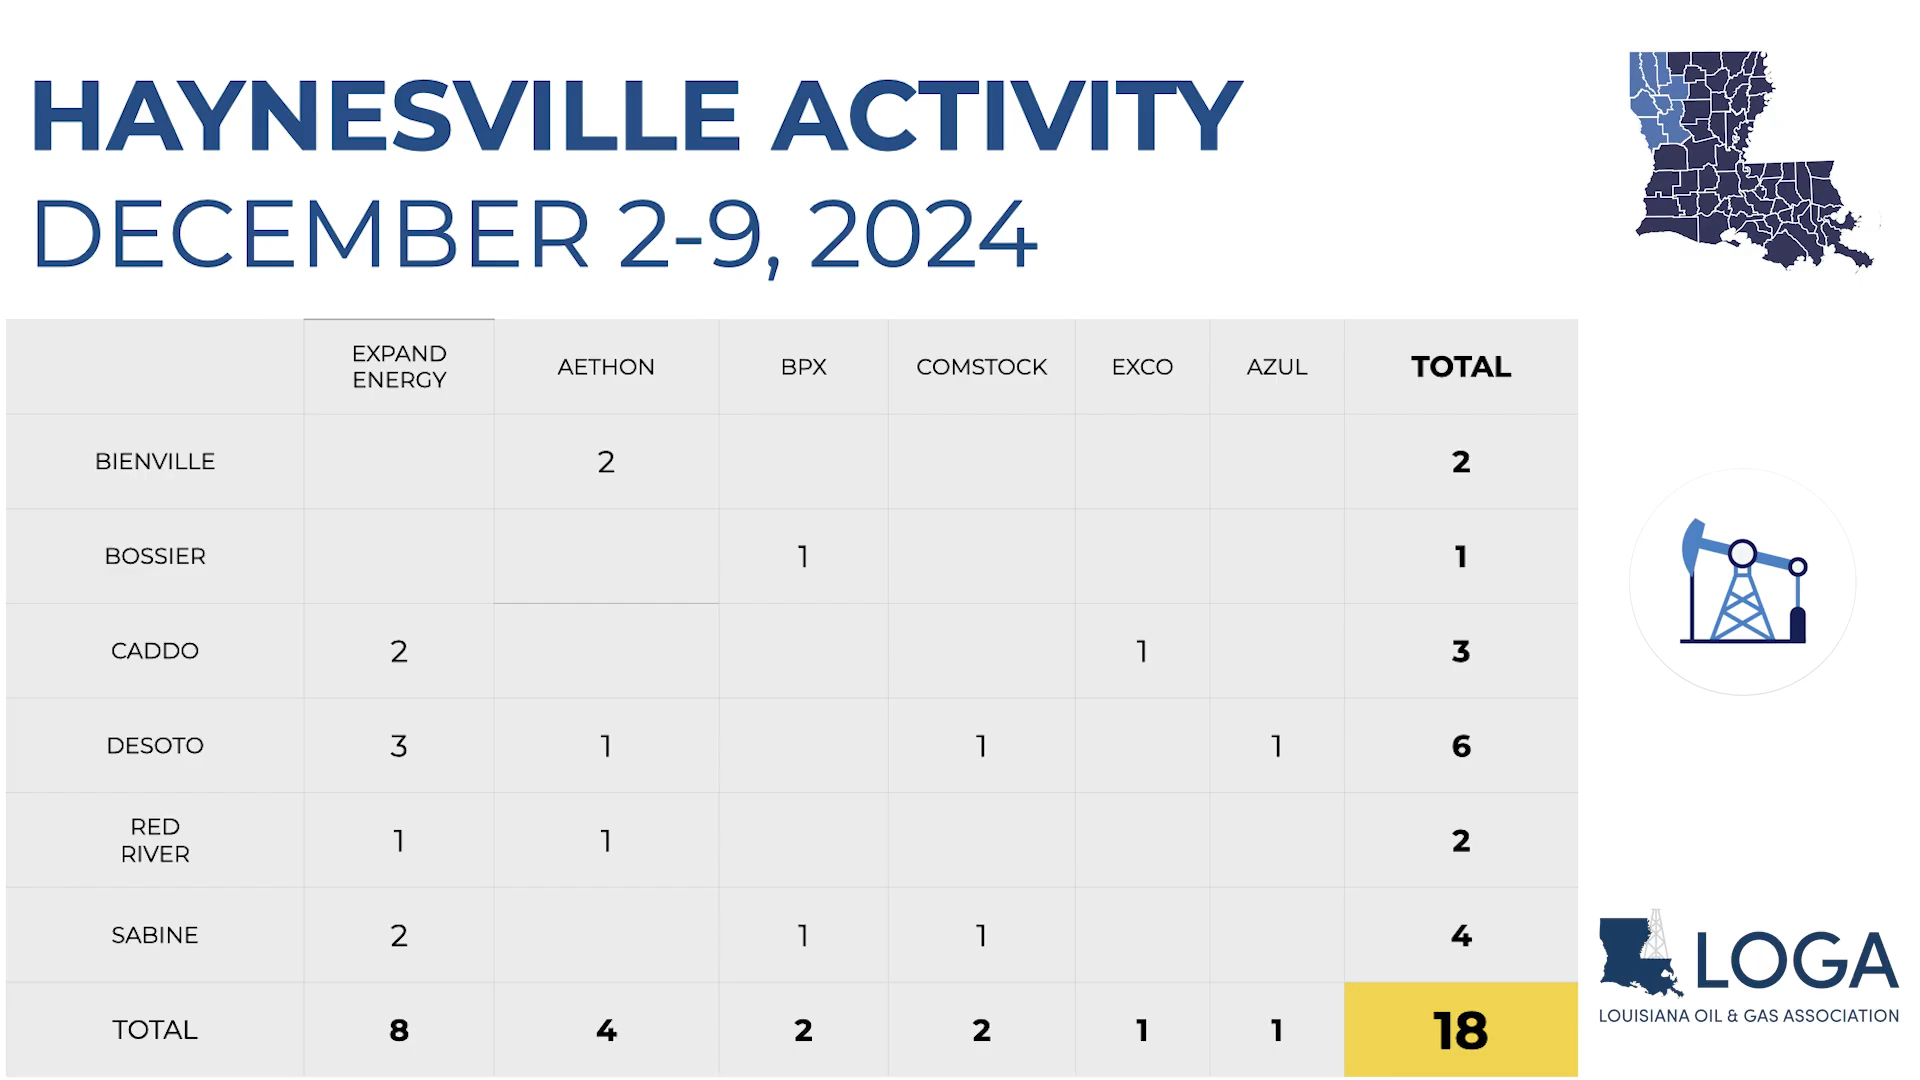 HAYNESVILLE ACTIVITY
DECEMBER 2-9, 2024
EXPAND ENERGY AETHON BPX COMSTOCK EXCO AZUL TOTAL
BIENVILLE 2 2
BOSSIER 1 1
CADDO 2 1 3
DESOTO 3 1 1 1 6
RED RIVER 1 1 2
SABINE 2 1 1 4
TOTAL 8 4 2 2 1 1 18
LOGA
LOUISIANA OIL & GAS ASSOCIATION